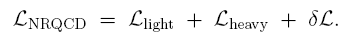 ℒ_NRQCD = ℒ_light + ℒ_heavy + δℒ.